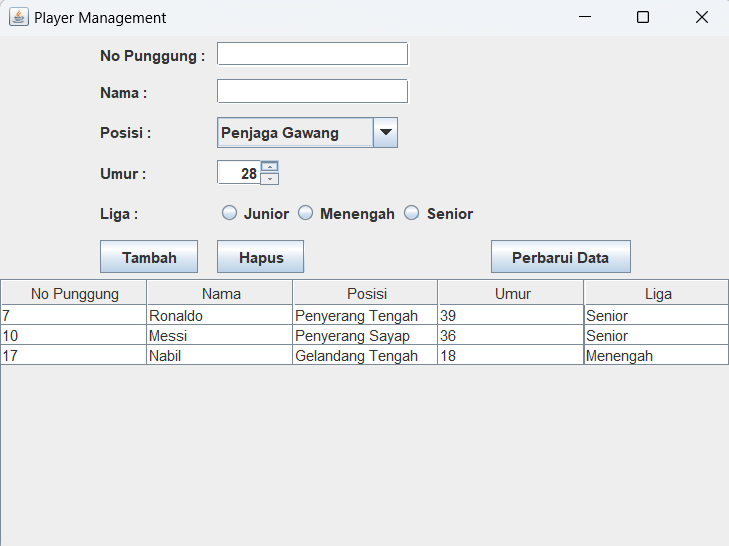 Player Management
No Punggung :
Nama :
Posisi : Penjaga Gawang
Umur : 28
Liga : Junior Menengah Senior
Tambah Hapus Perbarui Data
No Punggung Nama Posisi Umur Liga
7 Ronaldo Penyerang Tengah 39 Senior
10 Messi Penyerang Sayap 36 Senior
17 Nabil Gelandang Tengah 18 Menengah